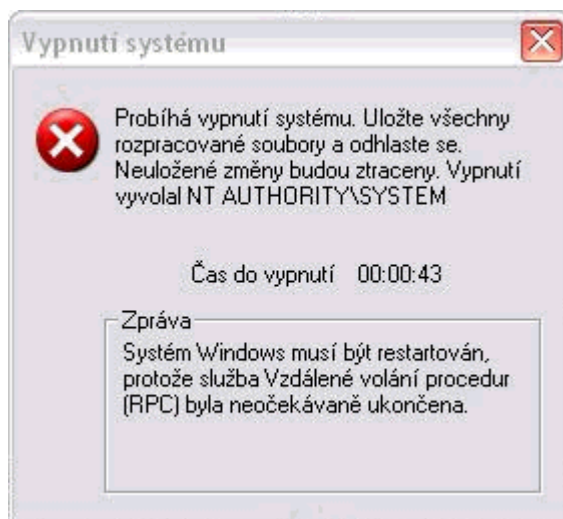 Vypnutí systému
Probíhá vypnutí systému. Uložte všechny
rozpracované soubory a odhlaste se.
Neuložené změny budou ztraceny. Vypnutí
vyvolal NT AUTHORITY\SYSTEM
Čas do vypnutí 00:00:43
Zpráva
Systém Windows musí být restartován,
protože služba Vzdálené volání procedur
(RPC) byla neočekávaně ukončena.